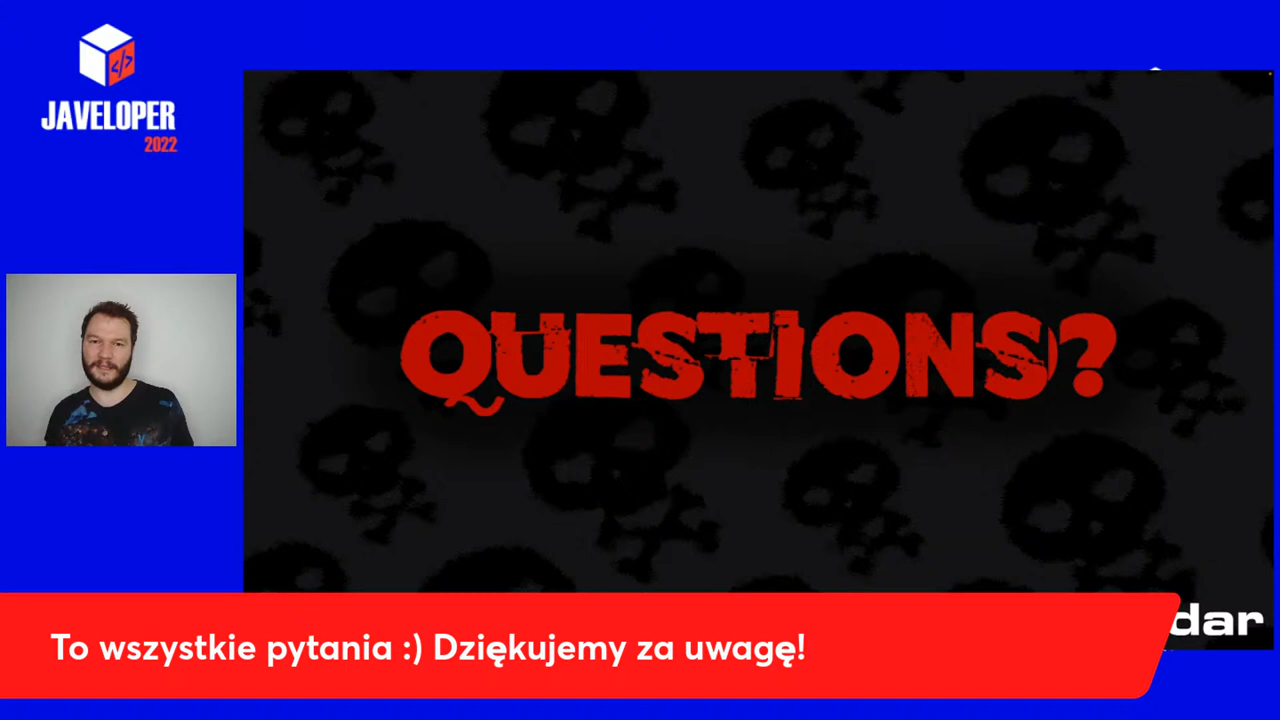 </>
JAVELOPER
2022
QUESTIONS?
dar
To wszystkie pytania :) Dziękujemy za uwagę!